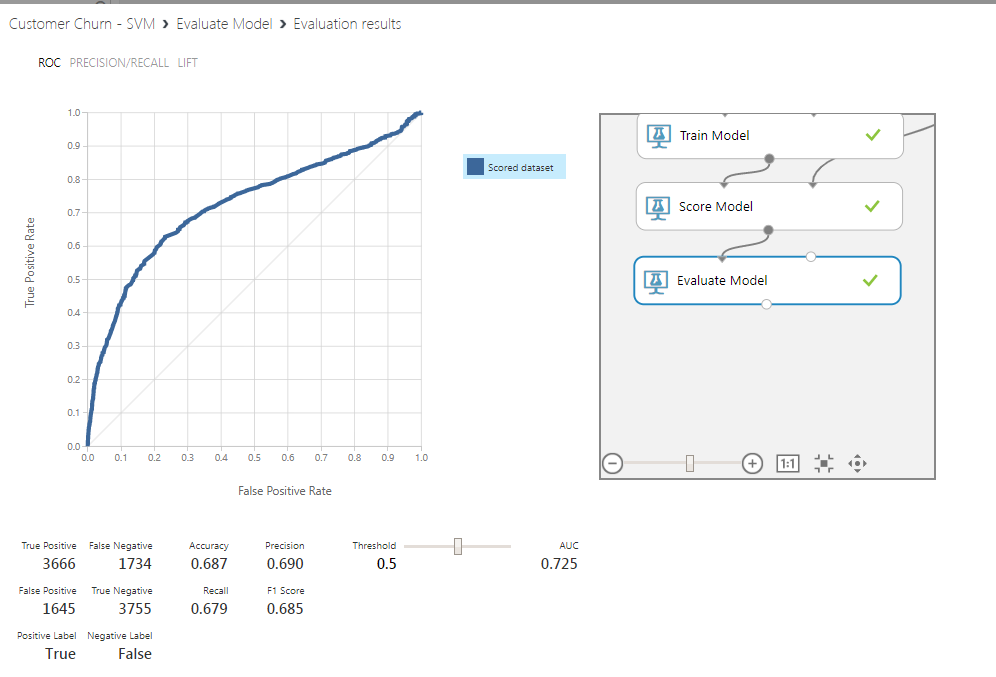 Customer Churn - SVM › Evaluate Model › Evaluation results
ROC PRECISION/RECALL LIFT
1.0
0.9
0.8
0.7
0.6
0.5
0.4
0.3
0.2
0.1
0.0
True Positive Rate
0.0 0.1 0.2 0.3 0.4 0.5 0.6 0.7 0.8 0.9 1.0
False Positive Rate
Scored dataset
Train Model
Score Model
Evaluate Model
1:1
True Positive False Negative Accuracy Precision Threshold AUC
3666 1734 0.687 0.690 0.5 0.725
False Positive True Negative Recall F1 Score
1645 3755 0.679 0.685
Positive Label Negative Label
True False